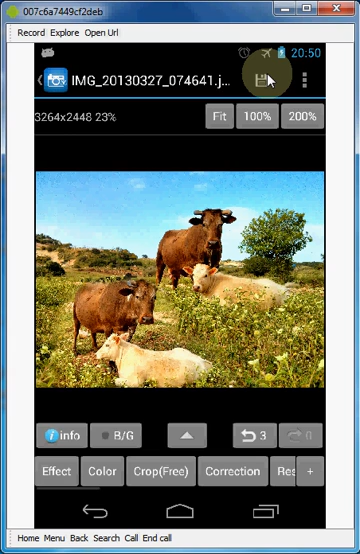 007c6a7449cf2deb
Record Explore Open Url
20:50
IMG_20130327_074641.j...
3264x2448 23%
Fit 100% 200%
info B/G 3 0
Effect Color Crop(Free) Correction Res +
Home Menu Back Search Call End call